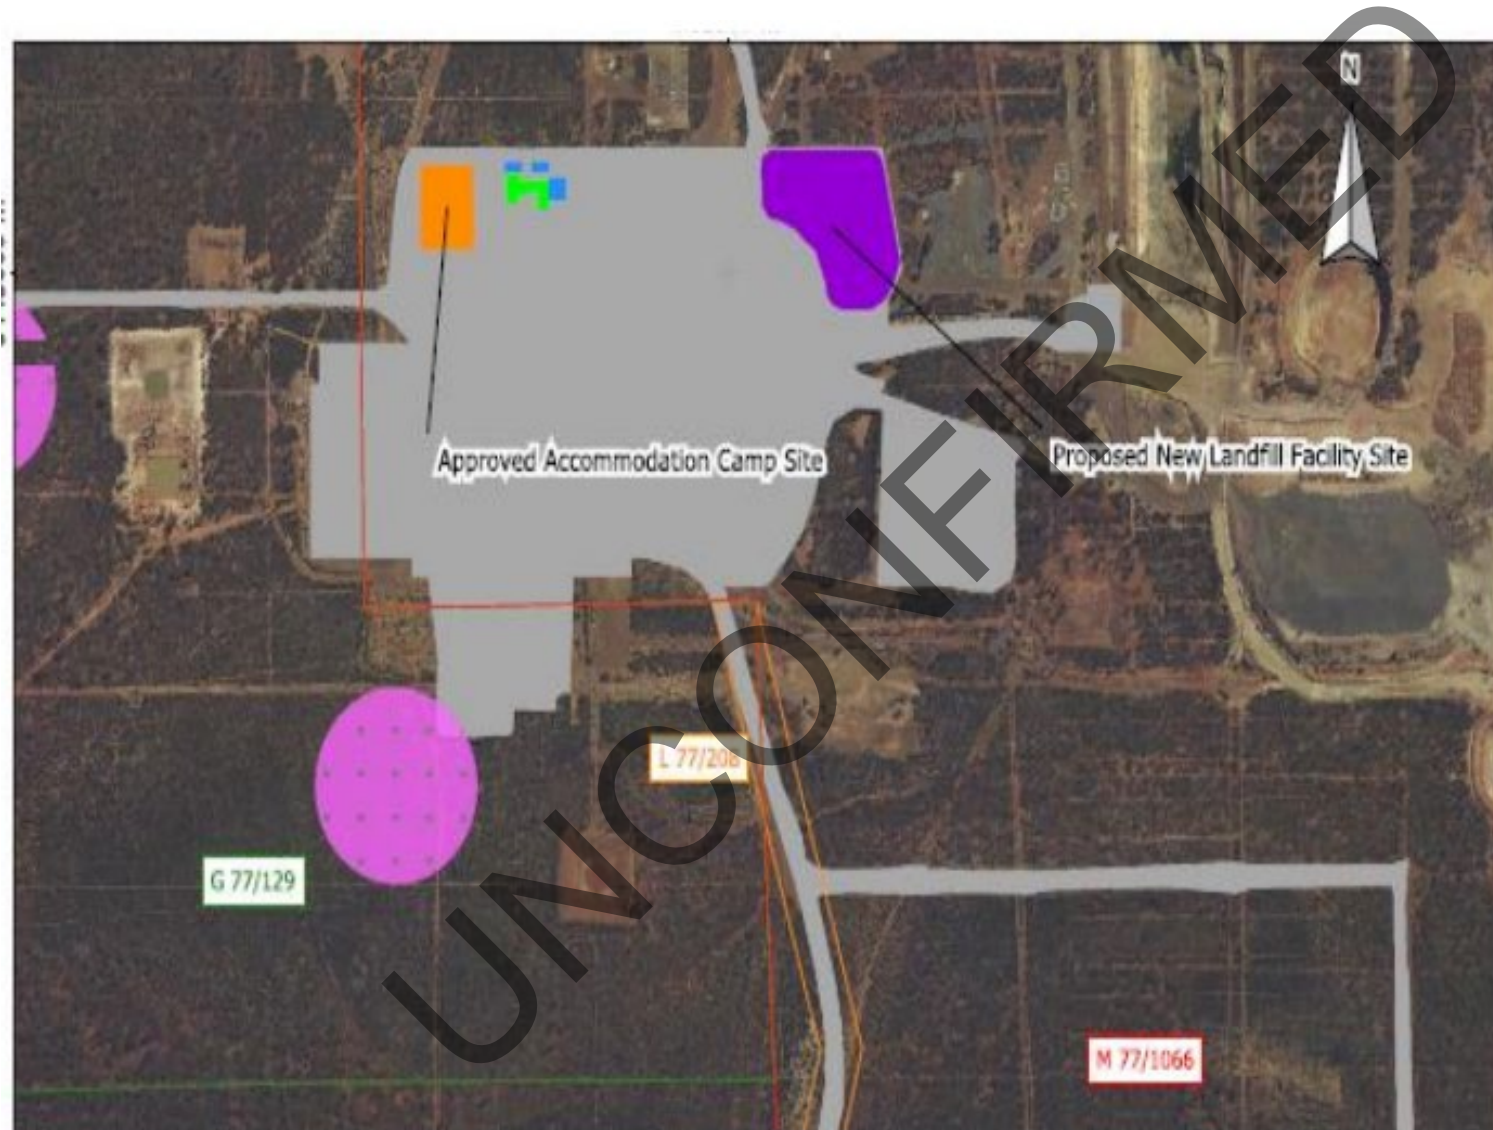 N
Approved Accommodation Camp Site
Proposed New Landfill Facility Site
L 77/208
G 77/129
M 77/1066
UNCONFIRMED